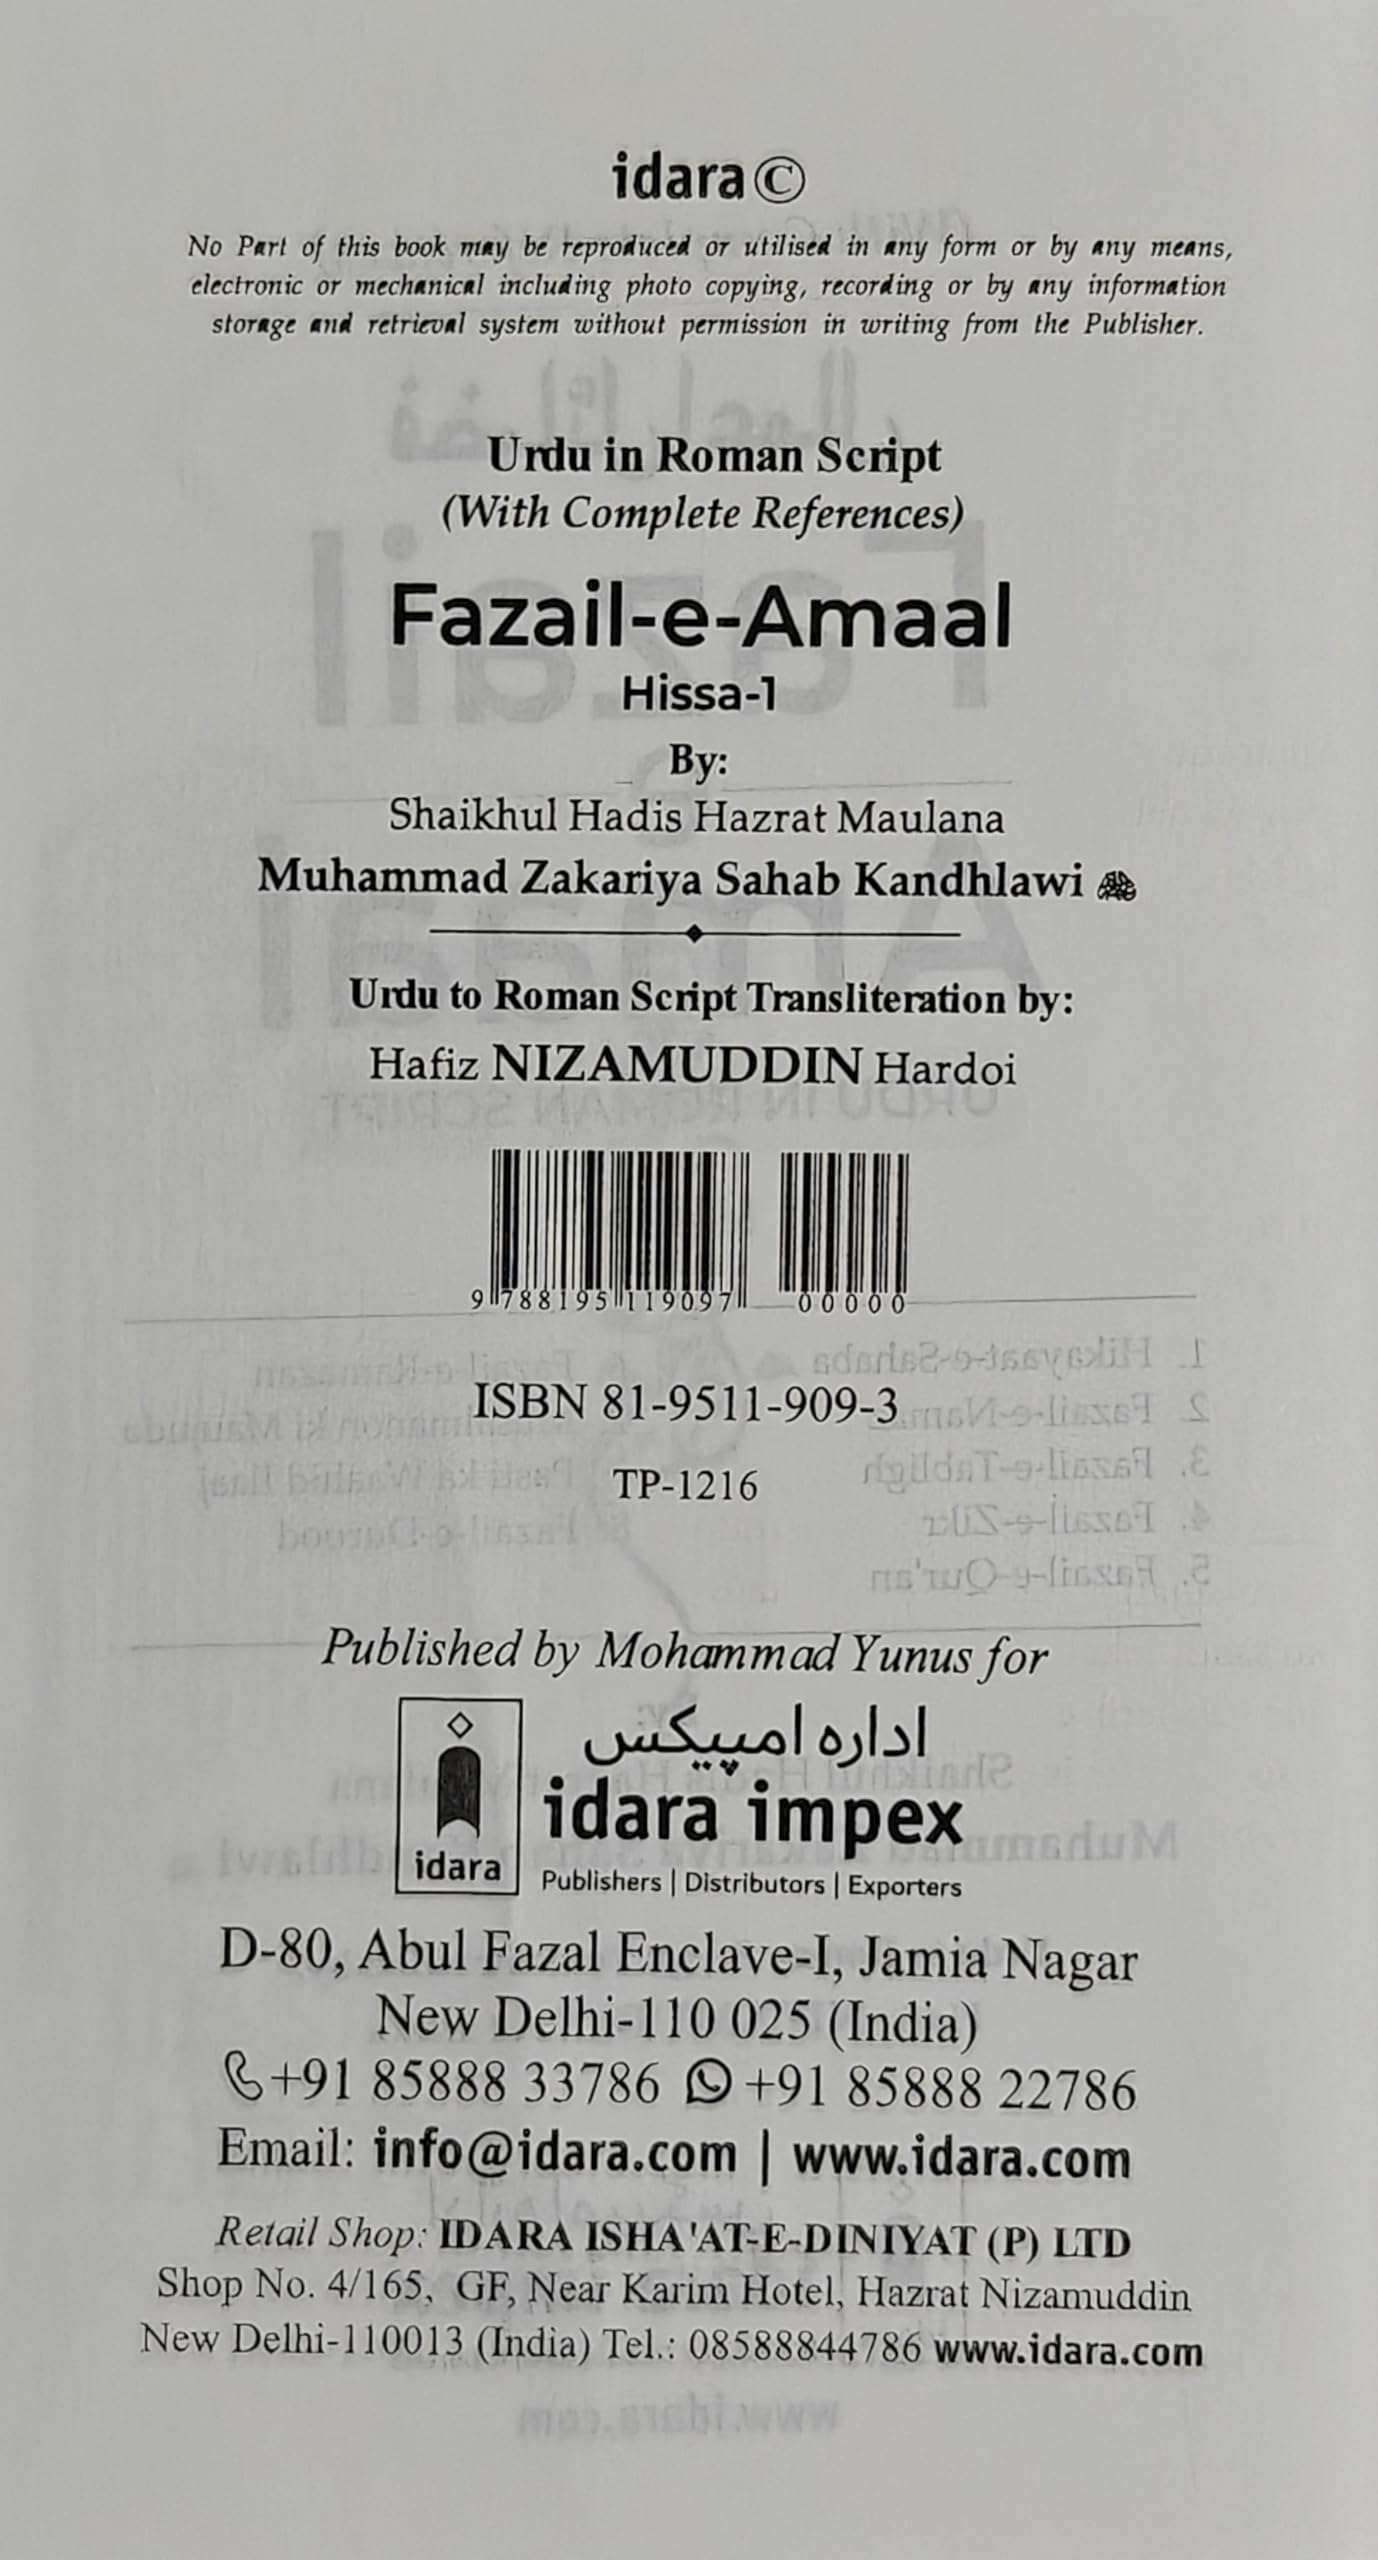 idara©
No Part of this book may be reproduced or utilised in any form or by any means,
electronic or mechanical including photo copying, recording or by any information
storage and retrieval system without permission in writing from the Publisher.
Urdu in Roman Script
(With Complete References)
Fazail-e-Amaal
Hissa-1
By:
Shaikhul Hadis Hazrat Maulana
Muhammad Zakariya Sahab Kandhlawi
Urdu to Roman Script Transliteration by:
Hafiz NIZAMUDDIN Hardoi
9 788195 119097 00000
ISBN 81-9511-909-3
TP-1216
Published by Mohammad Yunus for
اداره امپیکس
idara impex
idara
Publishers | Distributors | Exporters
D-80, Abul Fazal Enclave-I, Jamia Nagar
New Delhi-110 025 (India)
+91 85888 33786 +91 85888 22786
Email: info@idara.com | www.idara.com
Retail Shop: IDARA ISHA'AT-E-DINIYAT (P) LTD
Shop No. 4/165, GF, Near Karim Hotel, Hazrat Nizamuddin
New Delhi-110013 (India) Tel.: 08588844786 www.idara.com